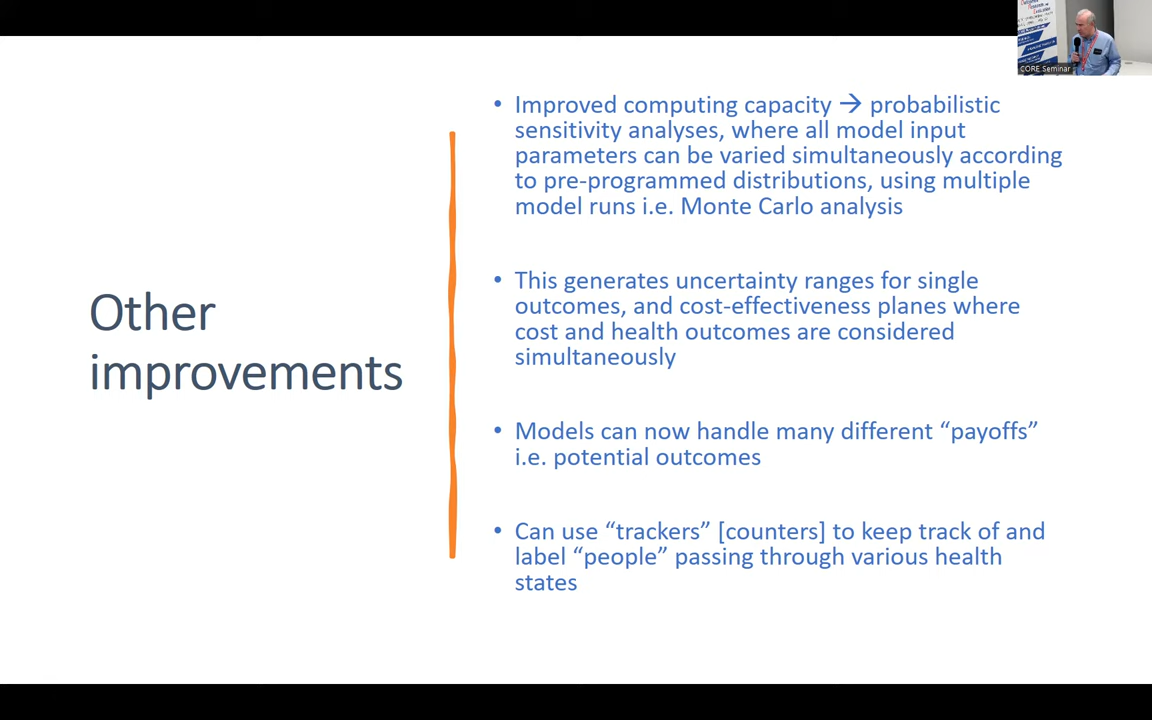 CORE Seminar
Other
improvements
• Improved computing capacity → probabilistic
sensitivity analyses, where all model input
parameters can be varied simultaneously according
to pre-programmed distributions, using multiple
model runs i.e. Monte Carlo analysis
• This generates uncertainty ranges for single
outcomes, and cost-effectiveness planes where
cost and health outcomes are considered
simultaneously
• Models can now handle many different “payoffs”
i.e. potential outcomes
• Can use “trackers” [counters] to keep track of and
label “people” passing through various health
states